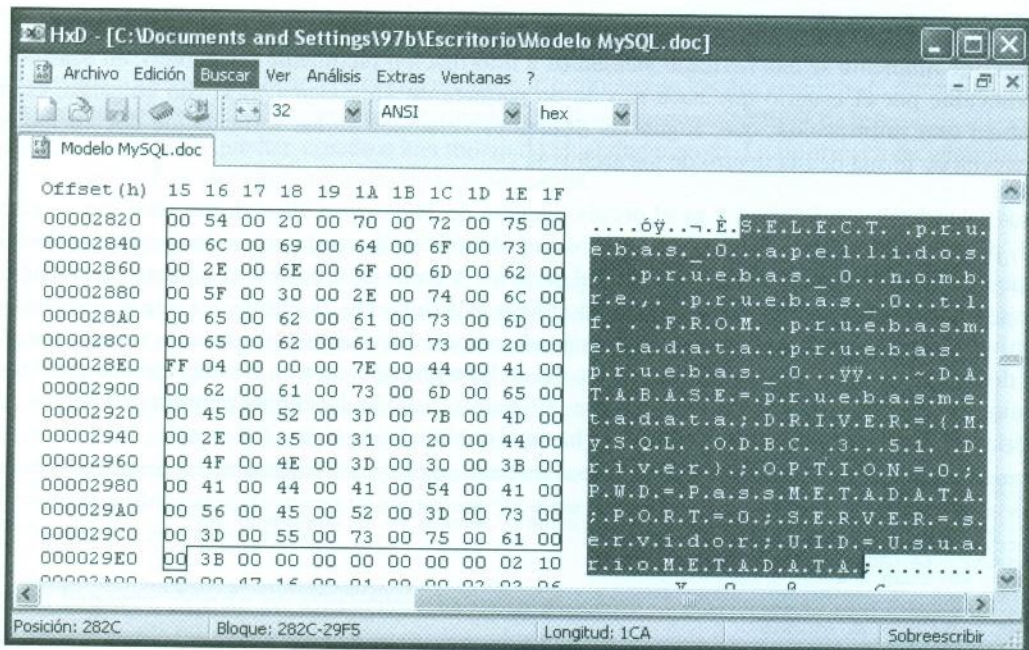 HxD - [C:\Documents and Settings\97b\Escritorio\Modelo MySQL.doc]
Archivo Edición Buscar Ver Análisis Extras Ventanas ?
32 ANSI hex
Modelo MySQL.doc
Offset (h) 15 16 17 18 19 1A 1B 1C 1D 1E 1F
00002820 00 54 00 20 00 70 00 72 00 75 00 ....óÿ..¬.È.S.E.L.E.C.T. .p.r.u.
00002840 00 6C 00 69 00 64 00 6F 00 73 00 e.b.a.s._.0...a.p.e.l.l.i.d.o.s.
00002860 00 2E 00 6E 00 6F 00 6D 00 62 00 ,. .p.r.u.e.b.a.s._.0...n.o.m.b.
00002880 00 5F 00 30 00 2E 00 74 00 6C 00 r.e.,. .p.r.u.e.b.a.s._.0...t.l.
000028A0 00 65 00 62 00 61 00 73 00 6D 00 f. . .F.R.O.M. .p.r.u.e.b.a.s.m.
000028C0 00 65 00 62 00 61 00 73 00 20 00 e.t.a.d.a.t.a...p.r.u.e.b.a.s. .
000028E0 FF 04 00 00 00 7E 00 44 00 41 00 p.r.u.e.b.a.s._.0...ÿÿ....~.D.A.
00002900 00 62 00 61 00 73 00 6D 00 65 00 T.A.B.A.S.E.=.p.r.u.e.b.a.s.m.e.
00002920 00 45 00 52 00 3D 00 7B 00 4D 00 t.a.d.a.t.a.;.D.R.I.V.E.R.=.{.M.
00002940 00 2E 00 35 00 31 00 20 00 44 00 y.S.Q.L. .O.D.B.C. .3...5.1. .D.
00002960 00 4F 00 4E 00 3D 00 30 00 3B 00 r.i.v.e.r.}.;.O.P.T.I.O.N.=.0.;.
00002980 00 41 00 44 00 41 00 54 00 41 00 P.W.D.=.P.a.s.s.M.E.T.A.D.A.T.A.
000029A0 00 56 00 45 00 52 00 3D 00 73 00 ;.P.O.R.T.=.0.;.S.E.R.V.E.R.=.s.
000029C0 00 3D 00 55 00 73 00 75 00 61 00 e.r.v.i.d.o.r.;.U.I.D.=.U.s.u.a.
000029E0 00 3B 00 00 00 00 00 00 00 02 10 r.i.o.M.E.T.A.D.A.T.A.;.........
Posición: 282C Bloque: 282C-29F5 Longitud: 1CA Sobreescribir